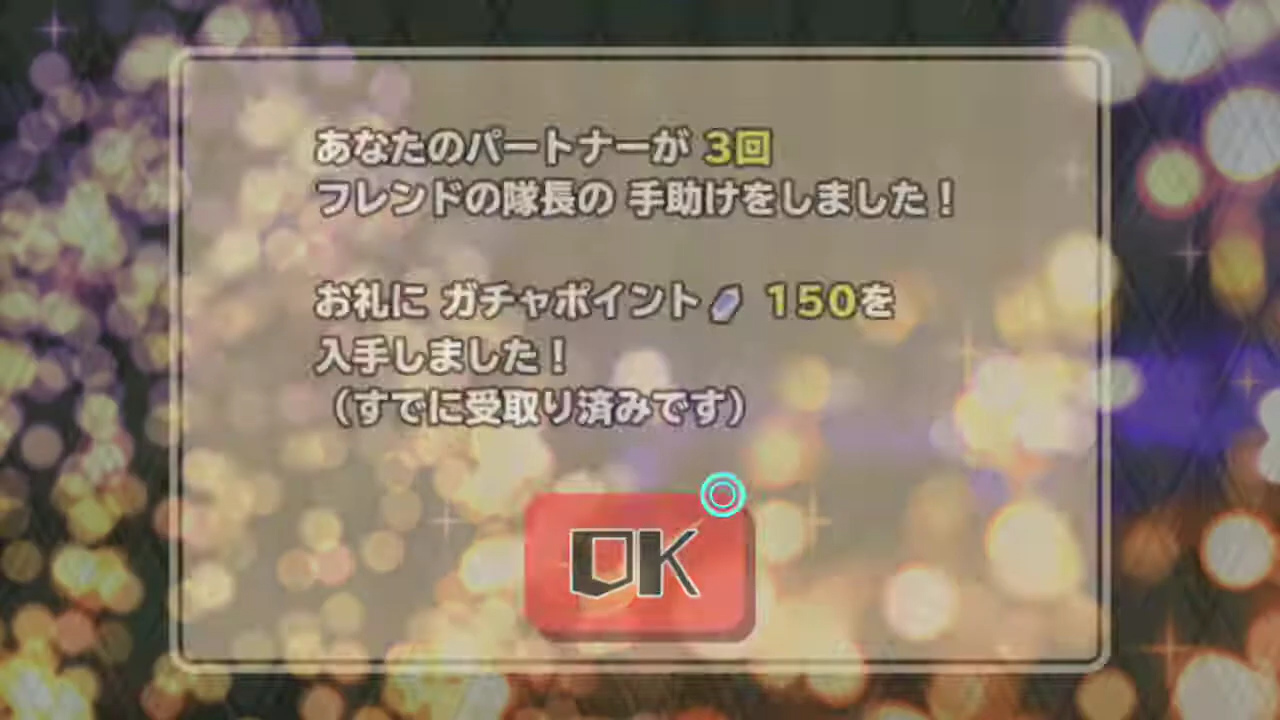 あなたのパートナーが 3回
フレンドの隊長の 手助けをしました!
お礼に ガチャポイント 150を
入手しました!
(すでに受取り済みです)
OK